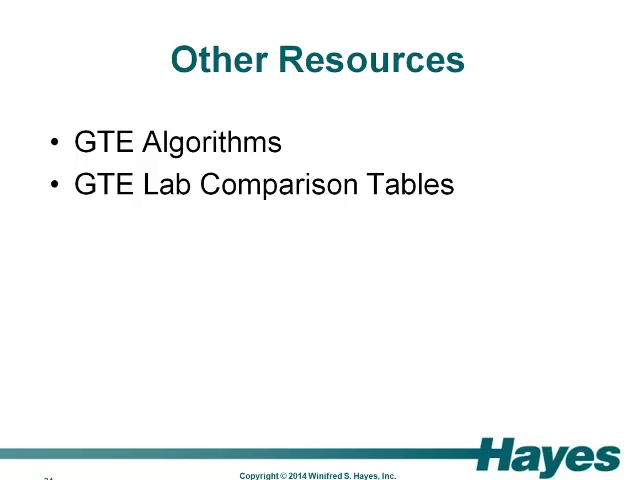 Other Resources
• GTE Algorithms
• GTE Lab Comparison Tables
Hayes
Copyright © 2014 Winifred S. Hayes, Inc.